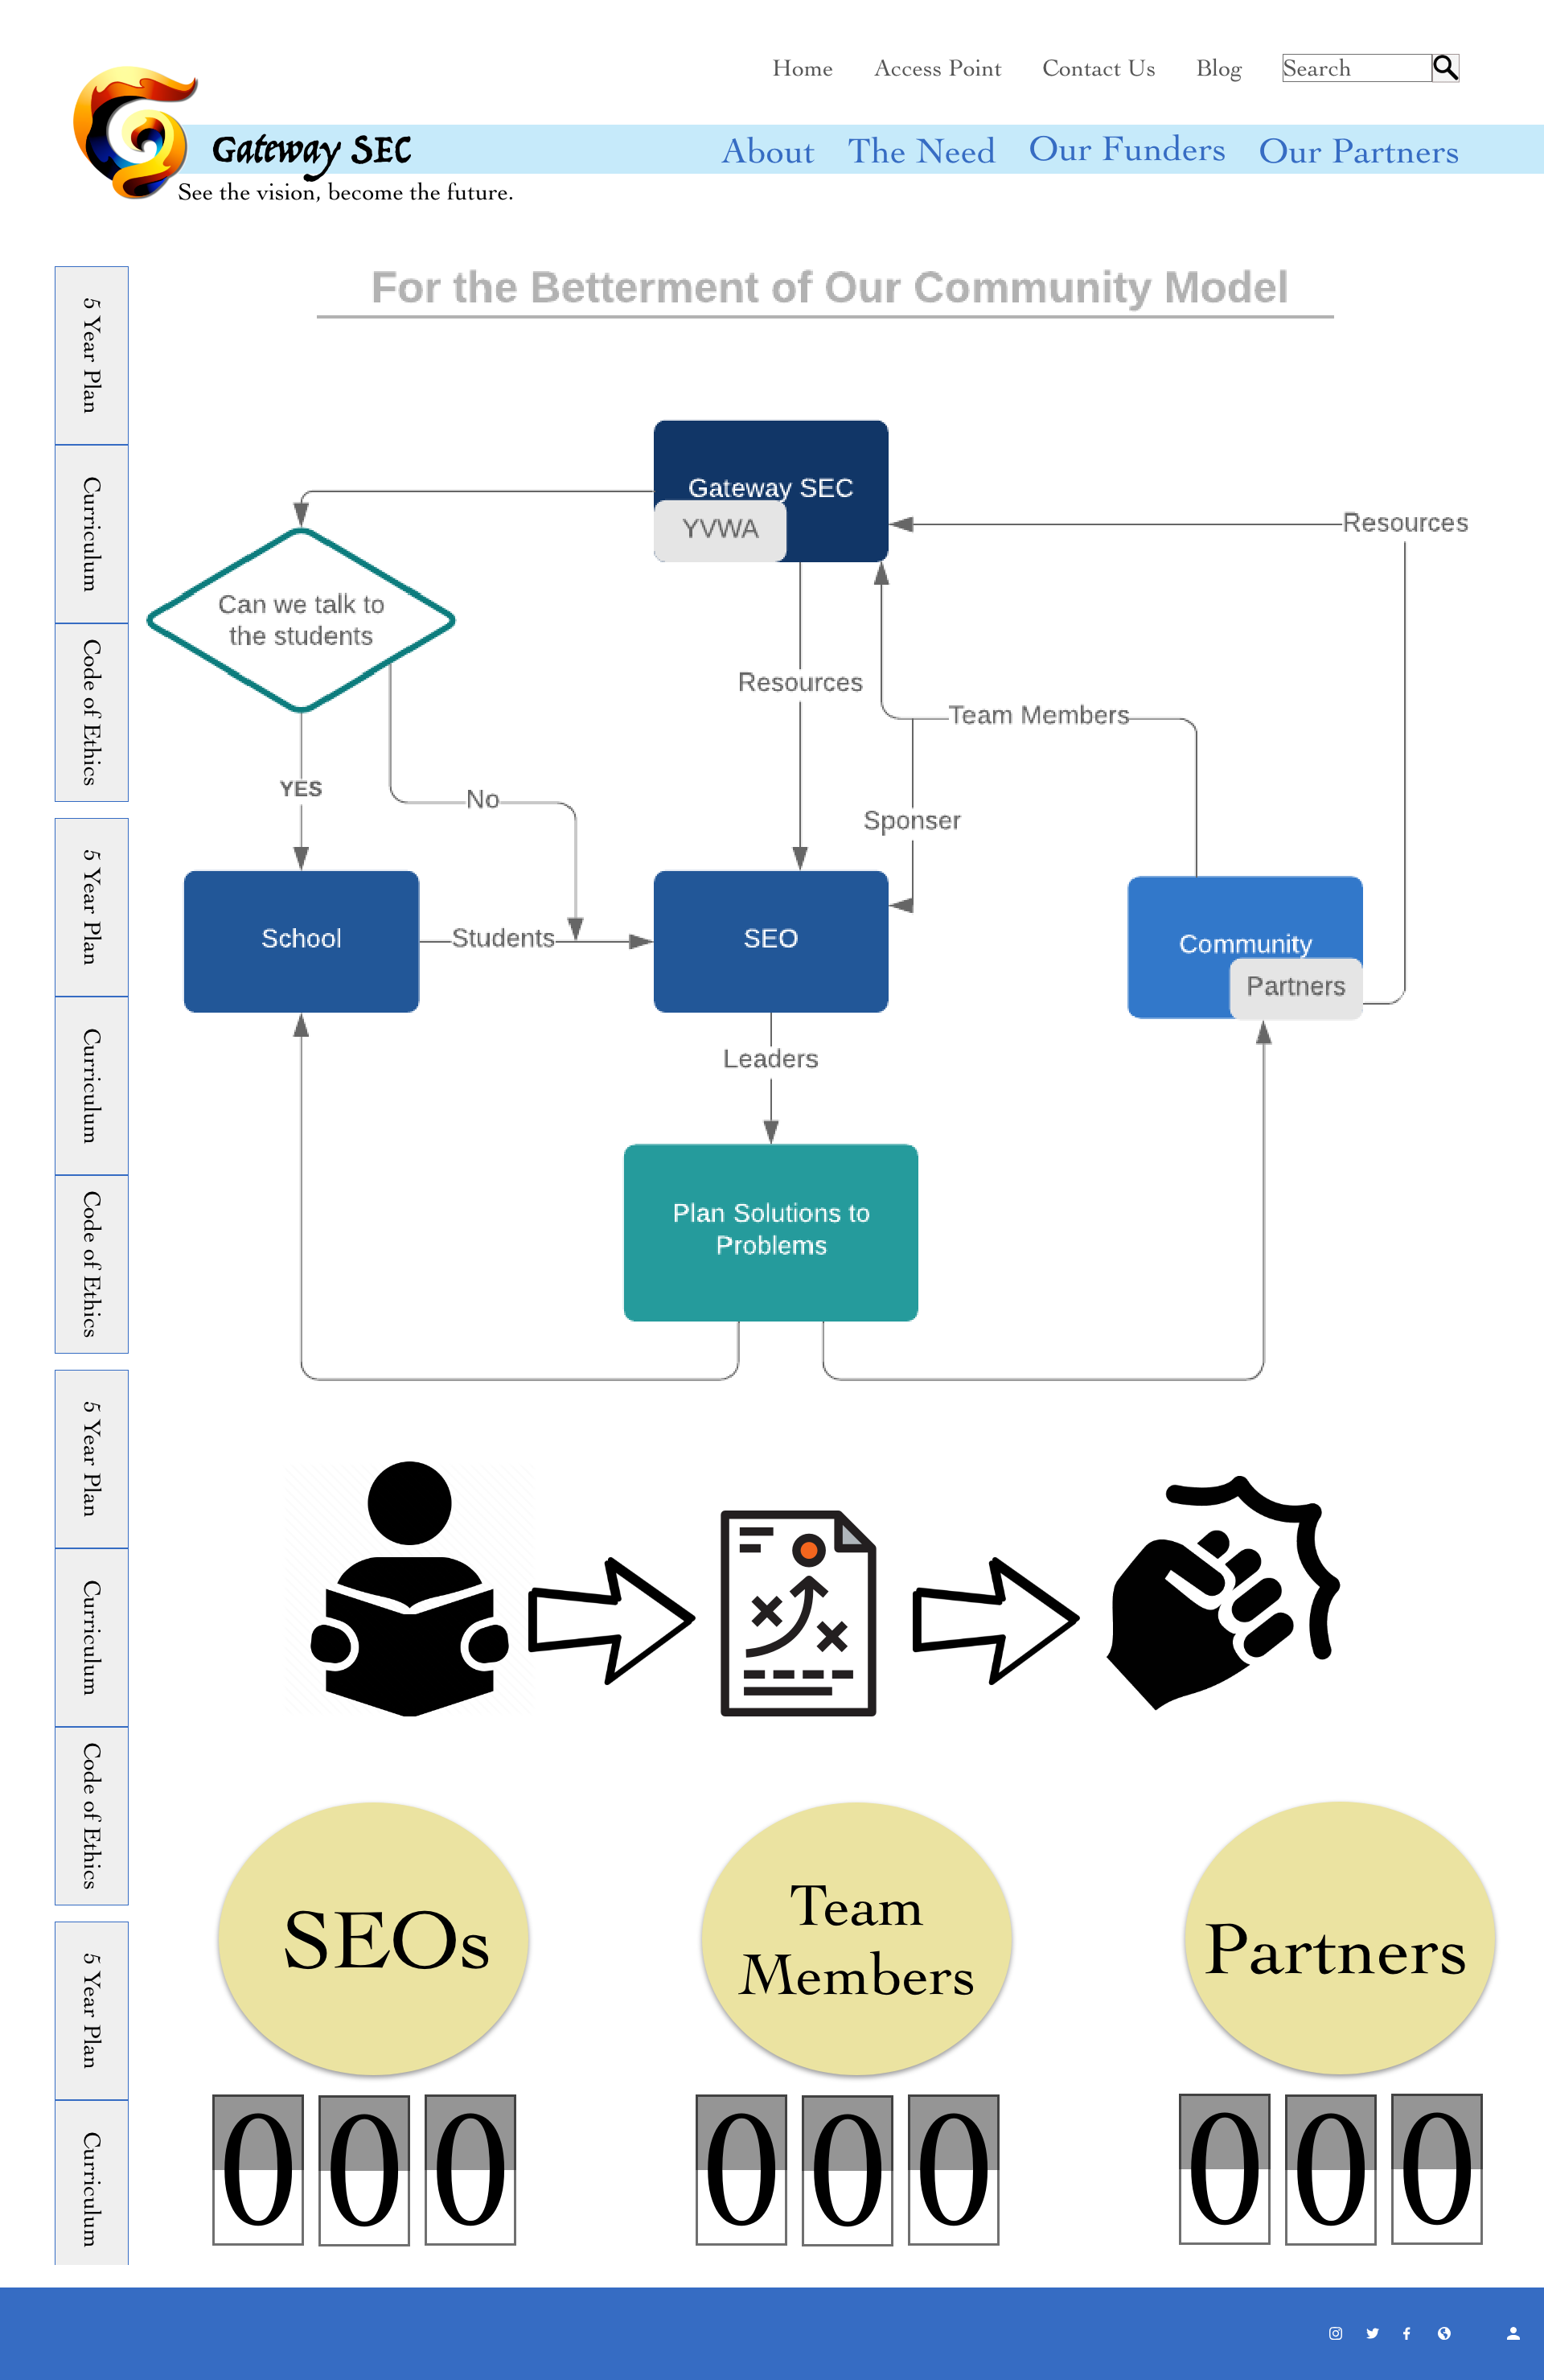 Home Access Point Contact Us Blog Search
Gateway SEC
About The Need Our Funders Our Partners
See the vision, become the future.
For the Betterment of Our Community Model
5 Year Plan
Curriculum
Code of Ethics
5 Year Plan
Curriculum
Code of Ethics
5 Year Plan
Curriculum
Code of Ethics
5 Year Plan
Curriculum
Gateway SEC
YVWA
Resources
Can we talk to
the students
Resources
Team Members
YES
No
Sponser
School
Students
SEO
Community
Partners
Leaders
Plan Solutions to
Problems
SEOs
Team
Members
Partners
000
000
000